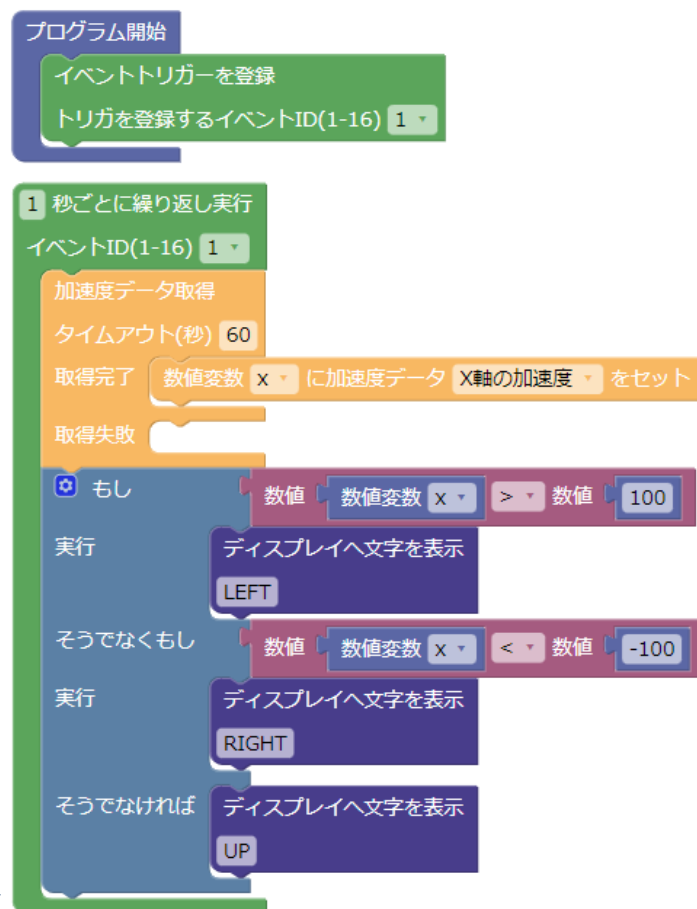 プログラム開始
イベントトリガーを登録
トリガを登録するイベントID(1-16) 1
1 秒ごとに繰り返し実行
イベントID(1-16) 1
加速度データ取得
タイムアウト(秒) 60
取得完了 数値変数 x に加速度データ X軸の加速度 をセット
取得失敗
もし 数値 数値変数 x > 数値 100
実行 ディスプレイへ文字を表示
LEFT
そうでなくもし 数値 数値変数 x < 数値 -100
実行 ディスプレイへ文字を表示
RIGHT
そうでなければ ディスプレイへ文字を表示
UP